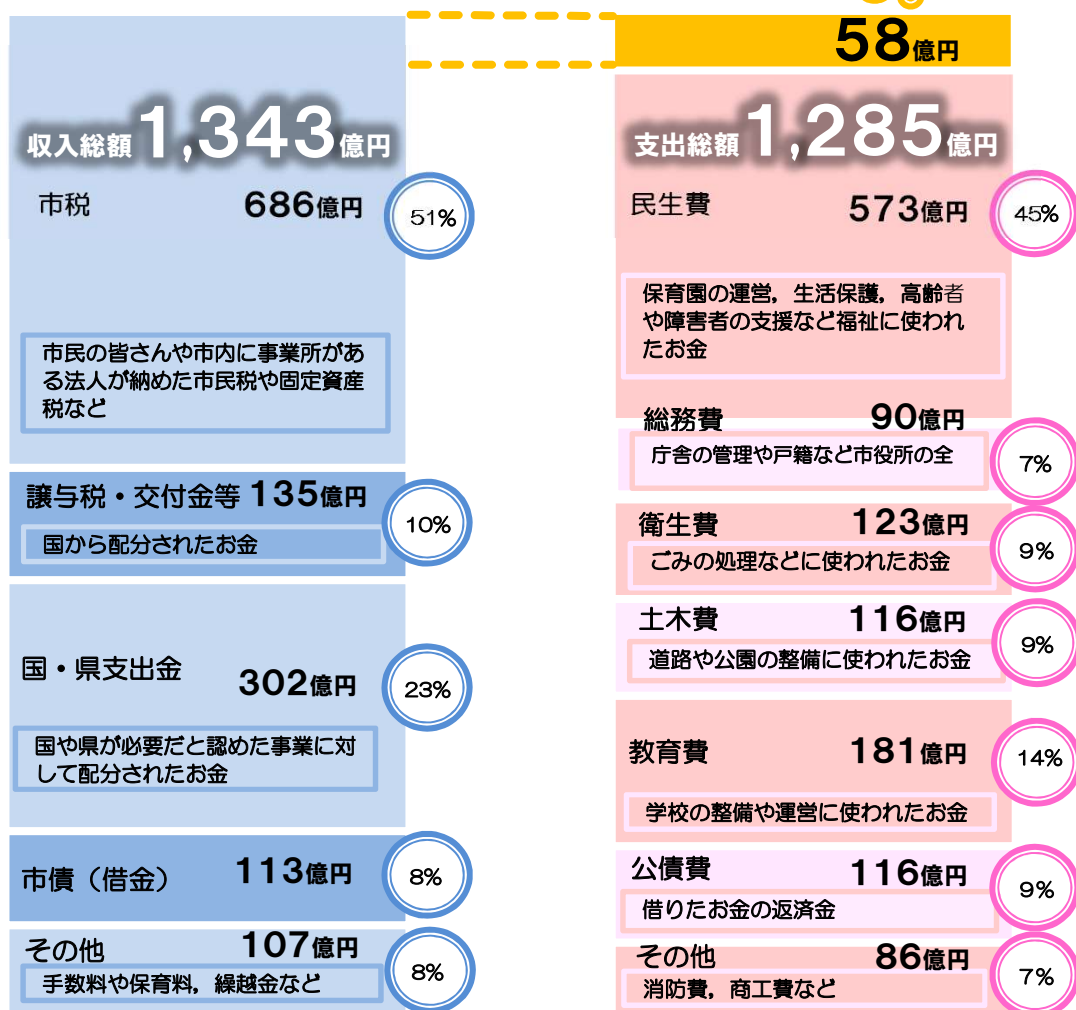 58億円
収入総額1,343億円
市税 686億円 51%
市民の皆さんや市内に事業所があ
る法人が納めた市民税や固定資産
税など
譲与税・交付金等 135億円 10%
国から配分されたお金
国・県支出金 302億円 23%
国や県が必要だと認めた事業に対
して配分されたお金
市債（借金） 113億円 8%
その他 107億円 8%
手数料や保育料，繰越金など
支出総額1,285億円
民生費 573億円 45%
保育園の運営，生活保護，高齢者
や障害者の支援など福祉に使われ
たお金
総務費 90億円 7%
庁舎の管理や戸籍など市役所の全
衛生費 123億円 9%
ごみの処理などに使われたお金
土木費 116億円 9%
道路や公園の整備に使われたお金
教育費 181億円 14%
学校の整備や運営に使われたお金
公債費 116億円 9%
借りたお金の返済金
その他 86億円 7%
消防費，商工費など